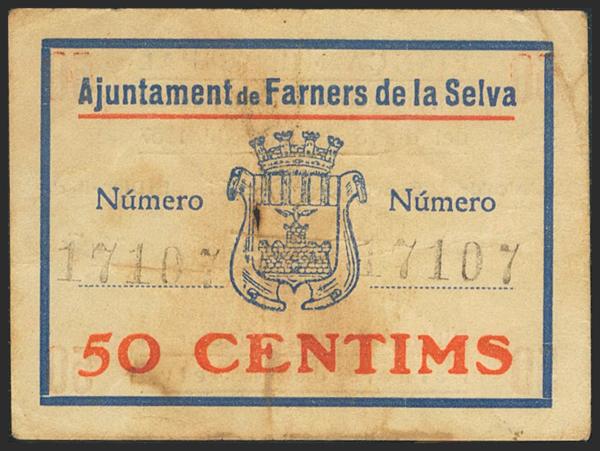 Ajuntament de Farners de la Selva
Número Número
17107 17107
50 CENTIMS